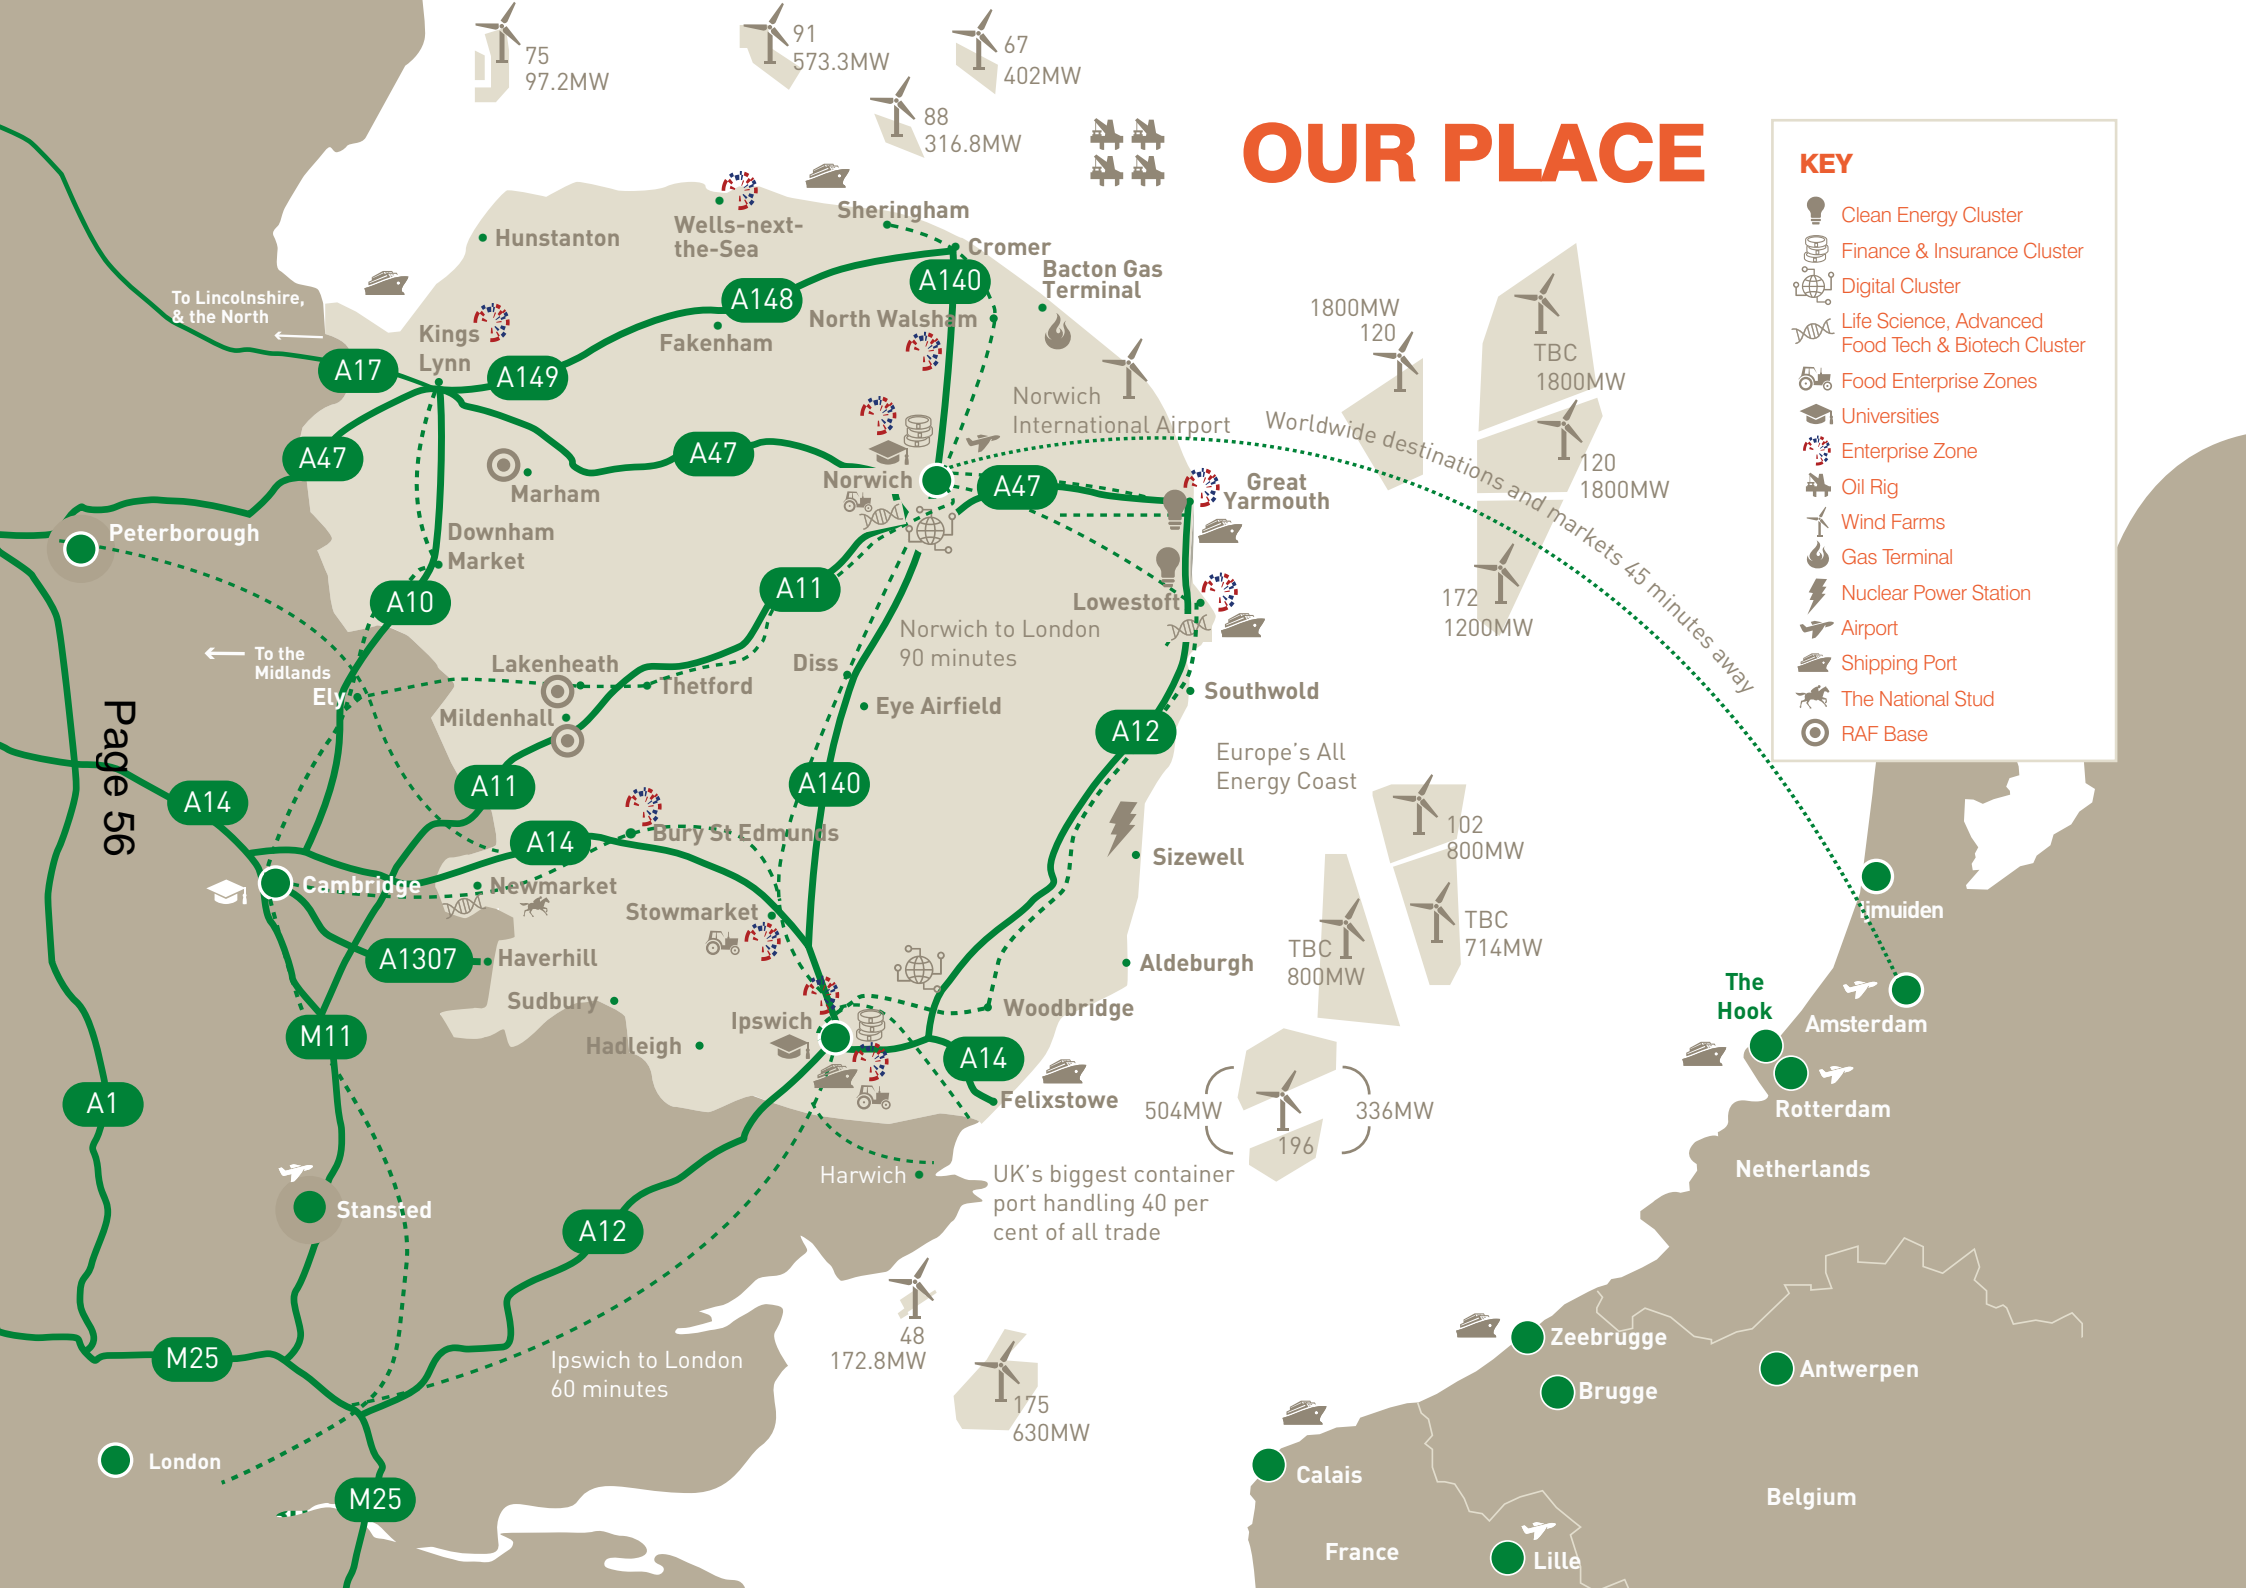 OUR PLACE
KEY
Clean Energy Cluster
Finance & Insurance Cluster
Digital Cluster
Life Science, Advanced
Food Tech & Biotech Cluster
Food Enterprise Zones
Universities
Enterprise Zone
Oil Rig
Wind Farms
Gas Terminal
Nuclear Power Station
Airport
Shipping Port
The National Stud
RAF Base
75
97.2MW
91
573.3MW
67
402MW
88
316.8MW
Sheringham
Wells-next-
the-Sea
Hunstanton
Cromer
Bacton Gas
Terminal
A140
A148
North Walsham
Fakenham
To Lincolnshire,
& the North
Kings
Lynn
A17
A149
1800MW
120
TBC
1800MW
Norwich
International Airport
Worldwide destinations and markets 45 minutes away
120
1800MW
172
1200MW
A47
A47
Marham
Norwich
A47
Great
Yarmouth
Peterborough
Downham
Market
A10
A11
Lowestoft
Norwich to London
90 minutes
To the
Midlands
Ely
Lakenheath
Thetford
Diss
Mildenhall
Eye Airfield
Southwold
A12
Page 56
Europe's All
Energy Coast
A14
A11
A140
A14
Bury St Edmunds
Sizewell
102
800MW
Cambridge
Newmarket
Stowmarket
TBC
714MW
TBC
800MW
A1307
Haverhill
Aldeburgh
Sudbury
Woodbridge
Ipswich
M11
Hadleigh
A14
Felixstowe
A1
504MW
336MW
196
Harwich
UK's biggest container
port handling 40 per
cent of all trade
Stansted
A12
48
172.8MW
M25
Ipswich to London
60 minutes
175
630MW
London
M25
imuiden
The
Hook
Amsterdam
Rotterdam
Netherlands
Zeebrugge
Antwerpen
Brugge
Calais
Belgium
France
Lille